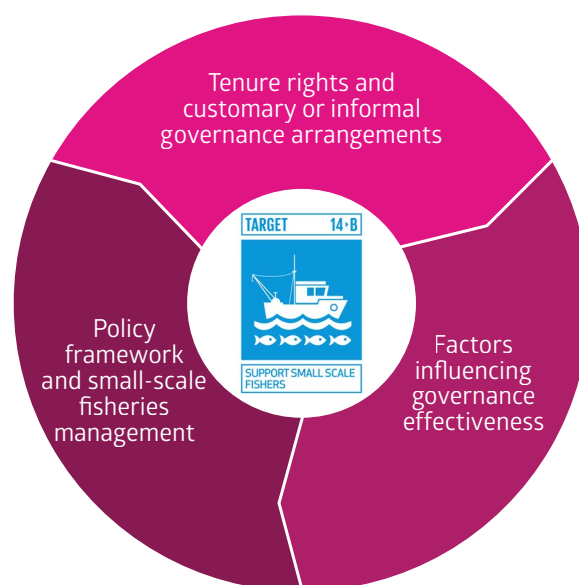 Tenure rights and
customary or informal
governance arrangements
TARGET 14·B
SUPPORT SMALL SCALE
FISHERS
Policy
framework
and small-scale
fisheries
management
Factors
influencing
governance
effectiveness